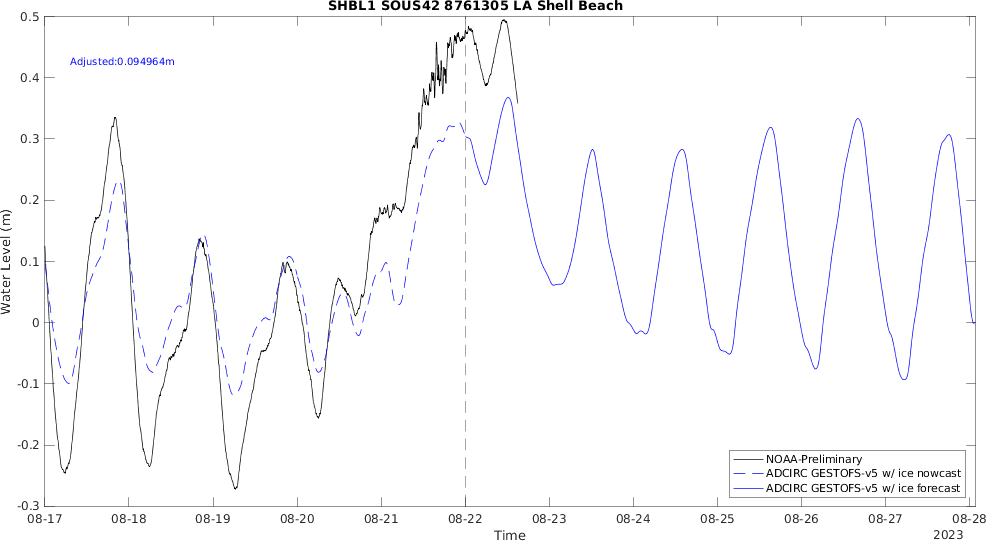 SHBL1 SOUS42 8761305 LA Shell Beach
Adjusted:0.094964m
Water Level (m)
0.5
0.4
0.3
0.2
0.1
0
-0.1
-0.2
-0.3
NOAA-Preliminary
ADCIRC GESTOFS-v5 w/ ice nowcast
ADCIRC GESTOFS-v5 w/ ice forecast
08-17 08-18 08-19 08-20 08-21 08-22 08-23 08-24 08-25 08-26 08-27 08-28
Time
2023